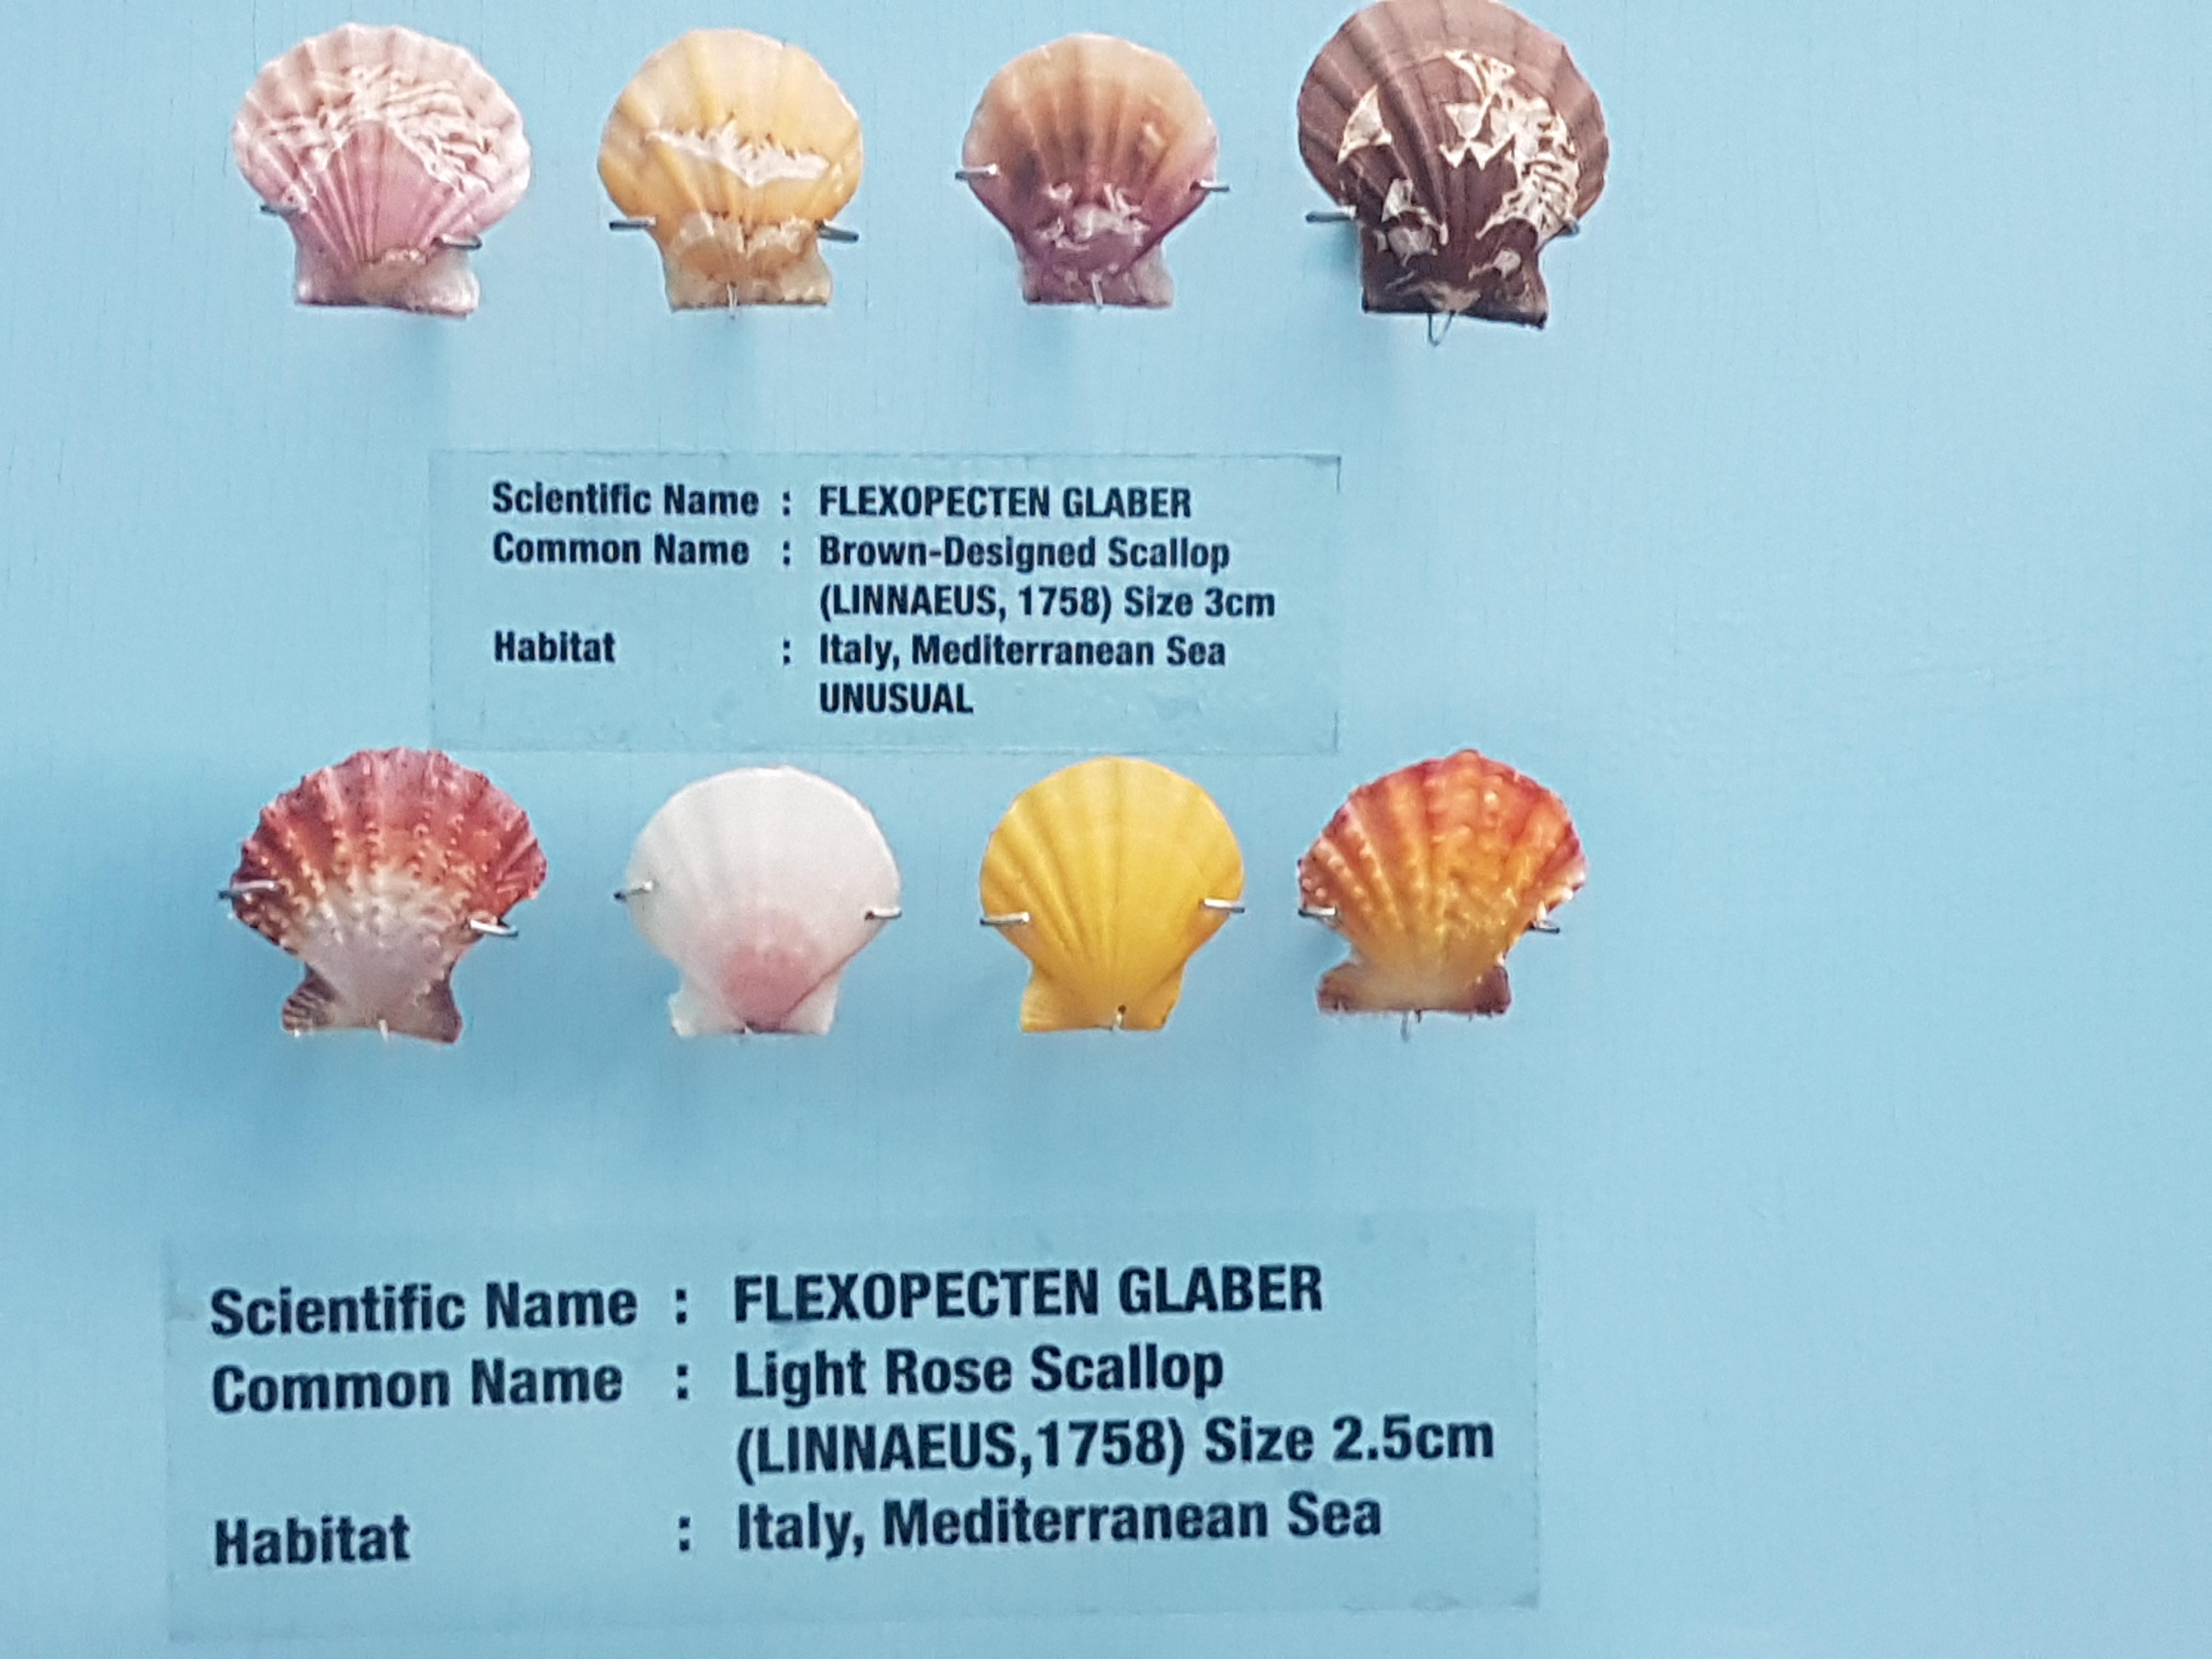 Scientific Name : FLEXOPECTEN GLABER
Common Name : Brown-Designed Scallop
(LINNAEUS, 1758) Size 3cm
Habitat : Italy, Mediterranean Sea
UNUSUAL
Scientific Name : FLEXOPECTEN GLABER
Common Name : Light Rose Scallop
(LINNAEUS,1758) Size 2.5cm
Habitat : Italy, Mediterranean Sea